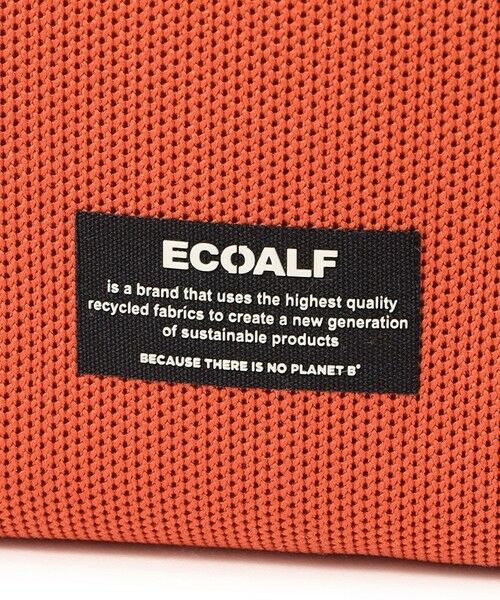 ECOALF
is a brand that uses the highest quality
recycled fabrics to create a new generation
of sustainable products
BECAUSE THERE IS NO PLANET B®